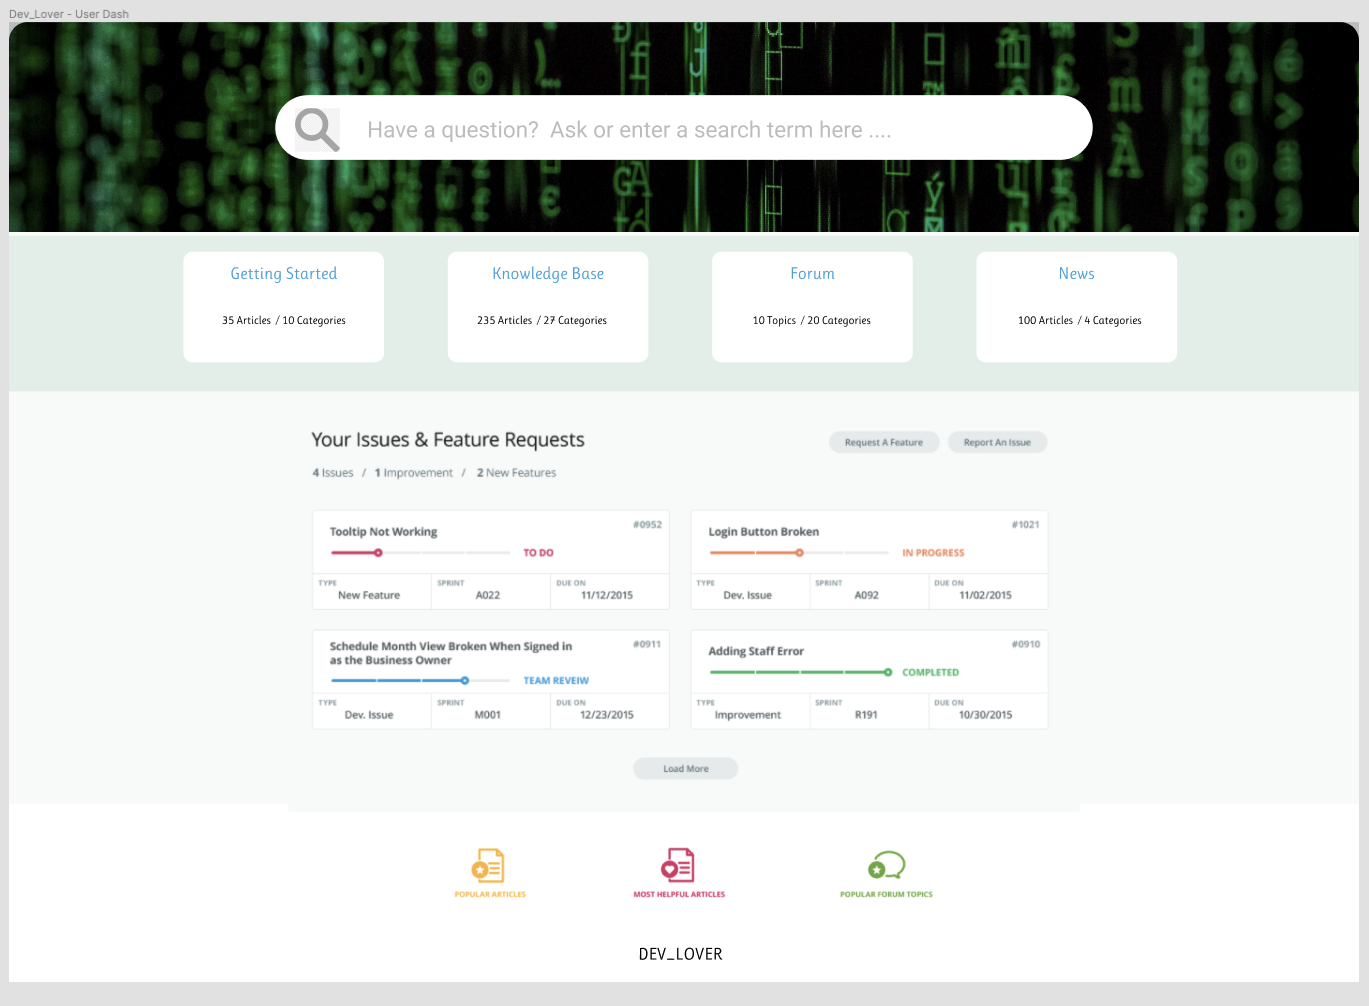 Dev_Lover - User Dash
Have a question?  Ask or enter a search term here ....
Getting Started
35 Articles / 10 Categories
Knowledge Base
235 Articles / 27 Categories
Forum
10 Topics / 20 Categories
News
100 Articles / 4 Categories
Your Issues & Feature Requests
Request A Feature
Report An Issue
4 Issues / 1 Improvement / 2 New Features
Tooltip Not Working
#0952
TO DO
TYPE
New Feature
SPRINT
A022
DUE ON
11/12/2015
Login Button Broken
#1021
IN PROGRESS
TYPE
Dev. Issue
SPRINT
A092
DUE ON
11/02/2015
Schedule Month View Broken When Signed in
as the Business Owner
#0911
TEAM REVEIW
TYPE
Dev. Issue
SPRINT
M001
DUE ON
12/23/2015
Adding Staff Error
#0910
COMPLETED
TYPE
Improvement
SPRINT
R191
DUE ON
10/30/2015
Load More
POPULAR ARTICLES
MOST HELPFUL ARTICLES
POPULAR FORUM TOPICS
DEV_LOVER